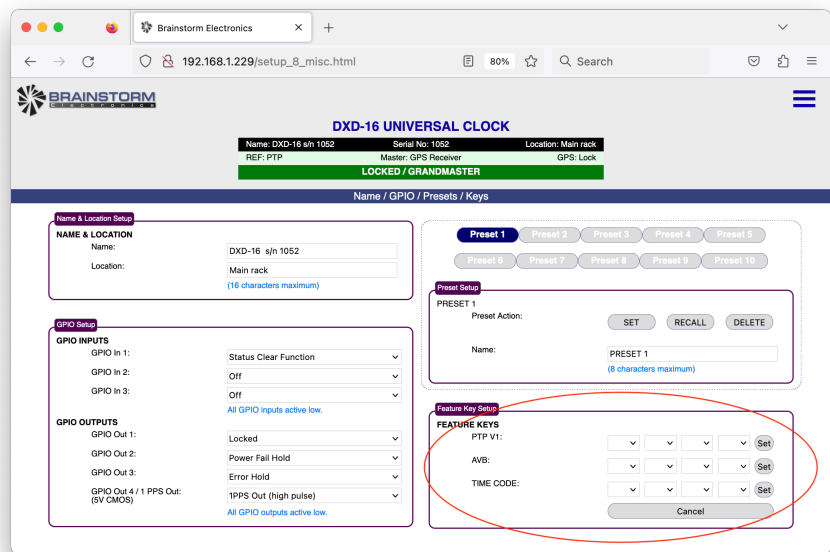 Brainstorm Electronics
192.168.1.229/setup_8_misc.html
80%
Search
BRAINSTORM
Electronics
DXD-16 UNIVERSAL CLOCK
Name: DXD-16 s/n 1052 Serial No: 1052 Location: Main rack
REF: PTP Master: GPS Receiver GPS: Lock
LOCKED / GRANDMASTER
Name / GPIO / Presets / Keys
Name & Location Setup
NAME & LOCATION
Name: DXD-16 s/n 1052
Location: Main rack
(16 characters maximum)
GPIO Setup
GPIO INPUTS
GPIO In 1: Status Clear Function
GPIO In 2: Off
GPIO In 3: Off
All GPIO inputs active low.
GPIO OUTPUTS
GPIO Out 1: Locked
GPIO Out 2: Power Fail Hold
GPIO Out 3: Error Hold
GPIO Out 4 / 1 PPS Out: 1PPS Out (high pulse)
(5V CMOS)
All GPIO outputs active low.
Preset 1 Preset 2 Preset 3 Preset 4 Preset 5
Preset 6 Preset 7 Preset 8 Preset 9 Preset 10
Preset Setup
PRESET 1
Preset Action: SET RECALL DELETE
Name: PRESET 1
(8 characters maximum)
Feature Key Setup
FEATURE KEYS
PTP V1: Set
AVB: Set
TIME CODE: Set
Cancel